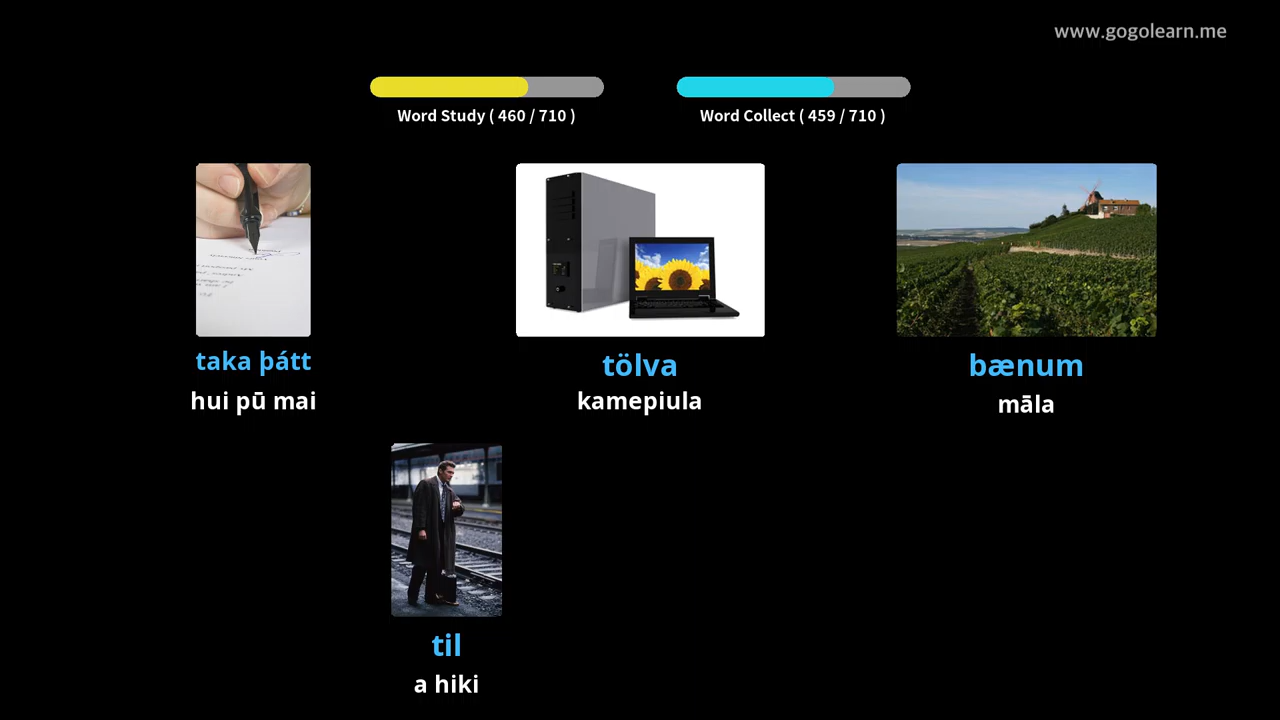 www.gogolearn.me
Word Study ( 460 / 710 )
Word Collect ( 459 / 710 )
taka þátt
hui pū mai
tölva
kamepiula
bænum
māla
til
a hiki